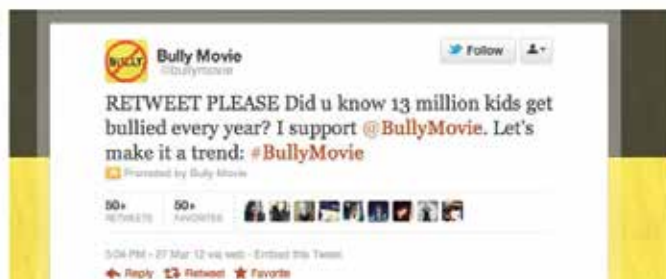 BULLY
Bully Movie
@bullymovie
Follow
RETWEET PLEASE Did u know 13 million kids get
bullied every year? I support @BullyMovie. Let's
make it a trend: #BullyMovie
Promoted by Bully Movie
50+ 50+
RETWEETS FAVORITES
5:04 PM - 27 Mar 12 via web · Embed this Tweet
Reply Retweet Favorite